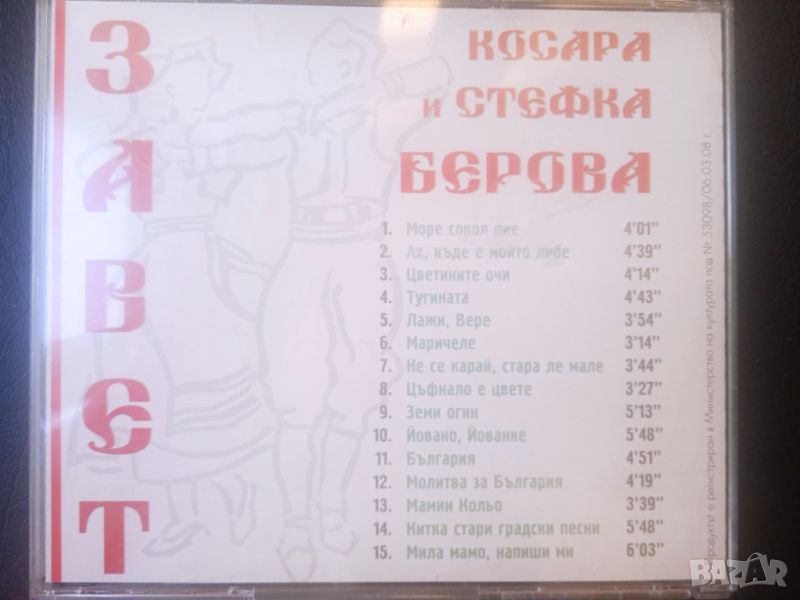 ЗАВЕТ
КОСАРА
и СТЕФКА
БЕРОВА
1. Море сокол пие 4'01"
2. Ах, къде е мойто либе 4'39"
3. Цветините очи 4'14"
4. Тугината 4'43"
5. Лажи, Вере 3'54"
6. Маричеле 3'14"
7. Не се карай, стара ле мале 3'44"
8. Цъфнало е цвете 3'27"
9. Земи огин 5'13"
10. Йовано, Йованке 5'48"
11. България 4'51"
12. Молитва за България 4'19"
13. Мамин Кольо 3'39"
14. Китка стари градски песни 5'48"
15. Мила мамо, напиши ми 6'03"
продуктът е регистриран в Министерство на културата под № 53098/06.03.08 г.
BAZAR